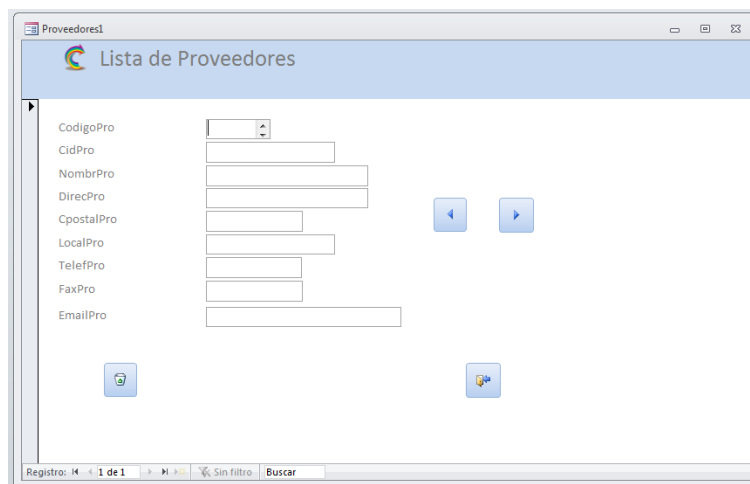 Proveedores1
Lista de Proveedores
CodigoPro
CidPro
NombrPro
DirecPro
CpostalPro
LocalPro
TelefPro
FaxPro
EmailPro
Registro: 1 de 1 Sin filtro Buscar